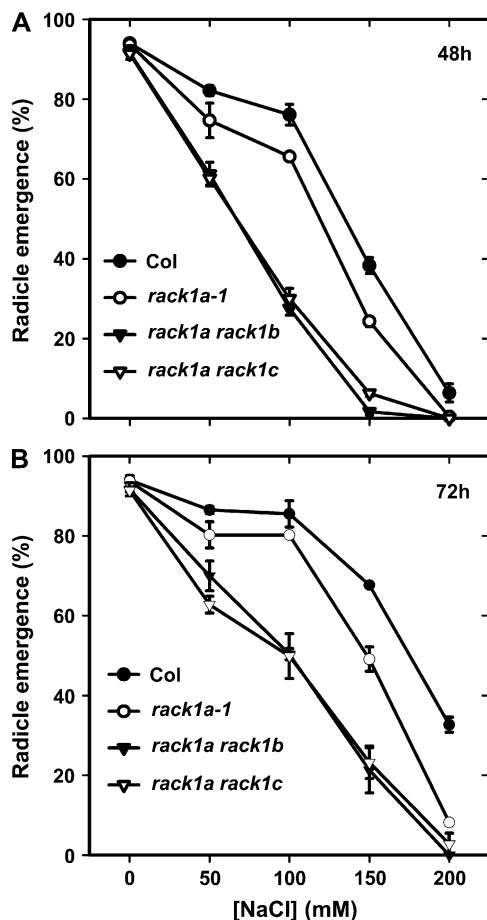 A
100
48h
80
60
40
20
0
Radicle emergence (%)
Col
rack1a-1
rack1a rack1b
rack1a rack1c
B
100
72h
80
60
40
20
0
Radicle emergence (%)
Col
rack1a-1
rack1a rack1b
rack1a rack1c
0 50 100 150 200
[NaCl] (mM)